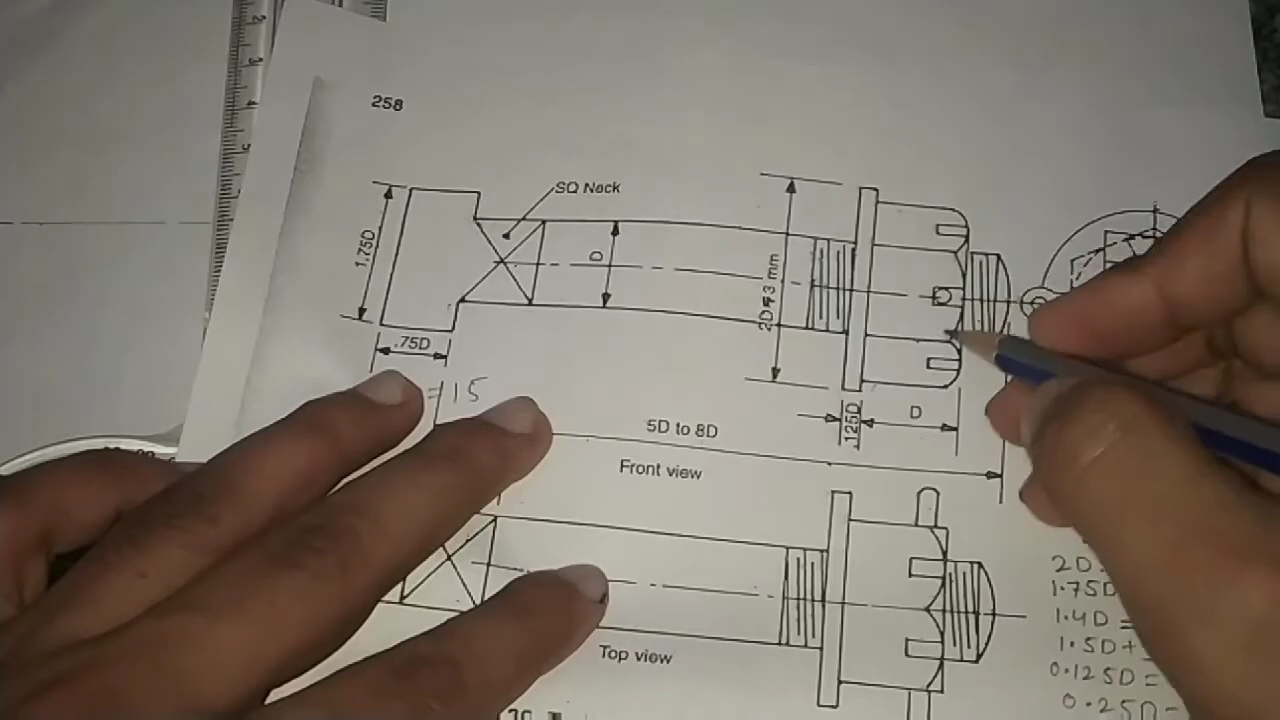 258
SQ Neck
1.75D
D
2D+3 mm
.75D
= 15
.125D
D
5D to 8D
Front view
2D
1.75D
1.4D =
1.5D+
0.125D =
0.25D
Top view